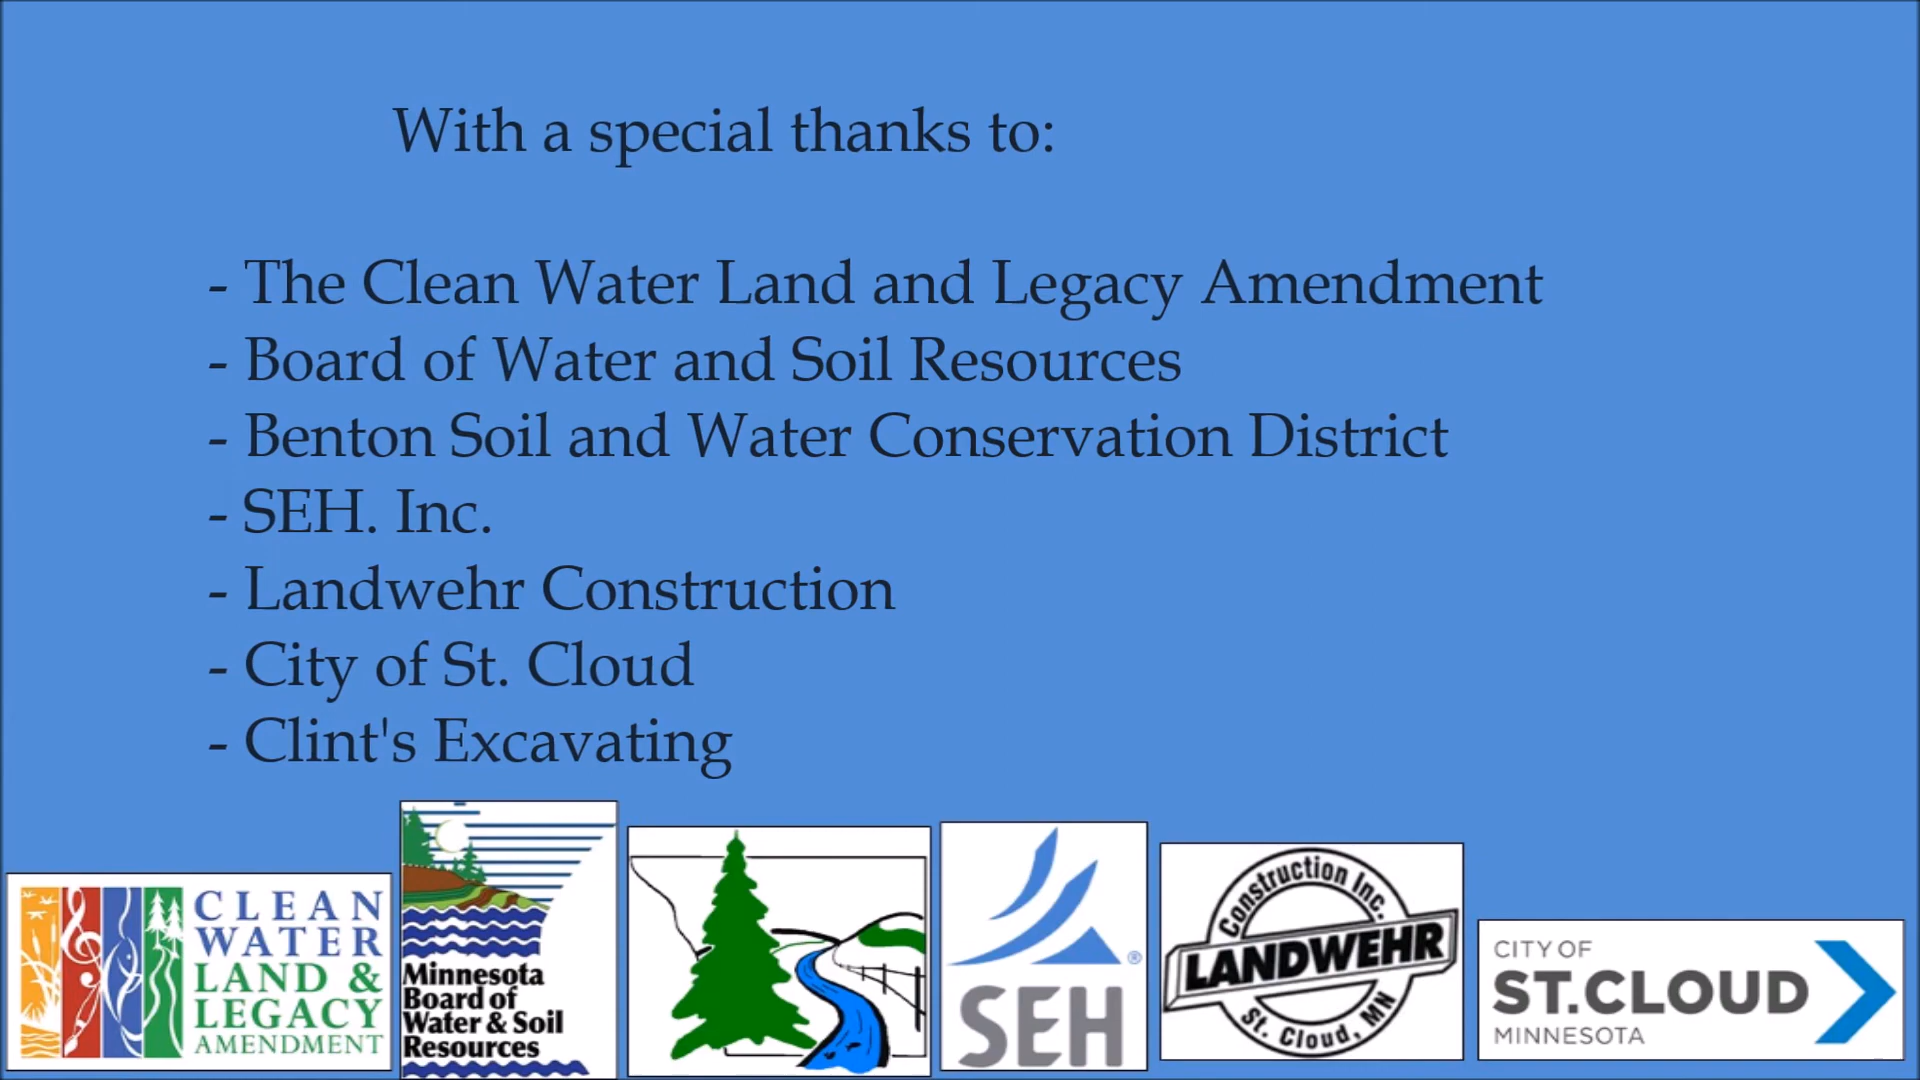 With a special thanks to:
- The Clean Water Land and Legacy Amendment
- Board of Water and Soil Resources
- Benton Soil and Water Conservation District
- SEH. Inc.
- Landwehr Construction
- City of St. Cloud
- Clint's Excavating
CLEAN
WATER
LAND &
LEGACY
AMENDMENT
Minnesota
Board of
Water & Soil
Resources
SEH®
Construction Inc.
LANDWEHR
St. Cloud, MN
CITY OF
ST.CLOUD
MINNESOTA